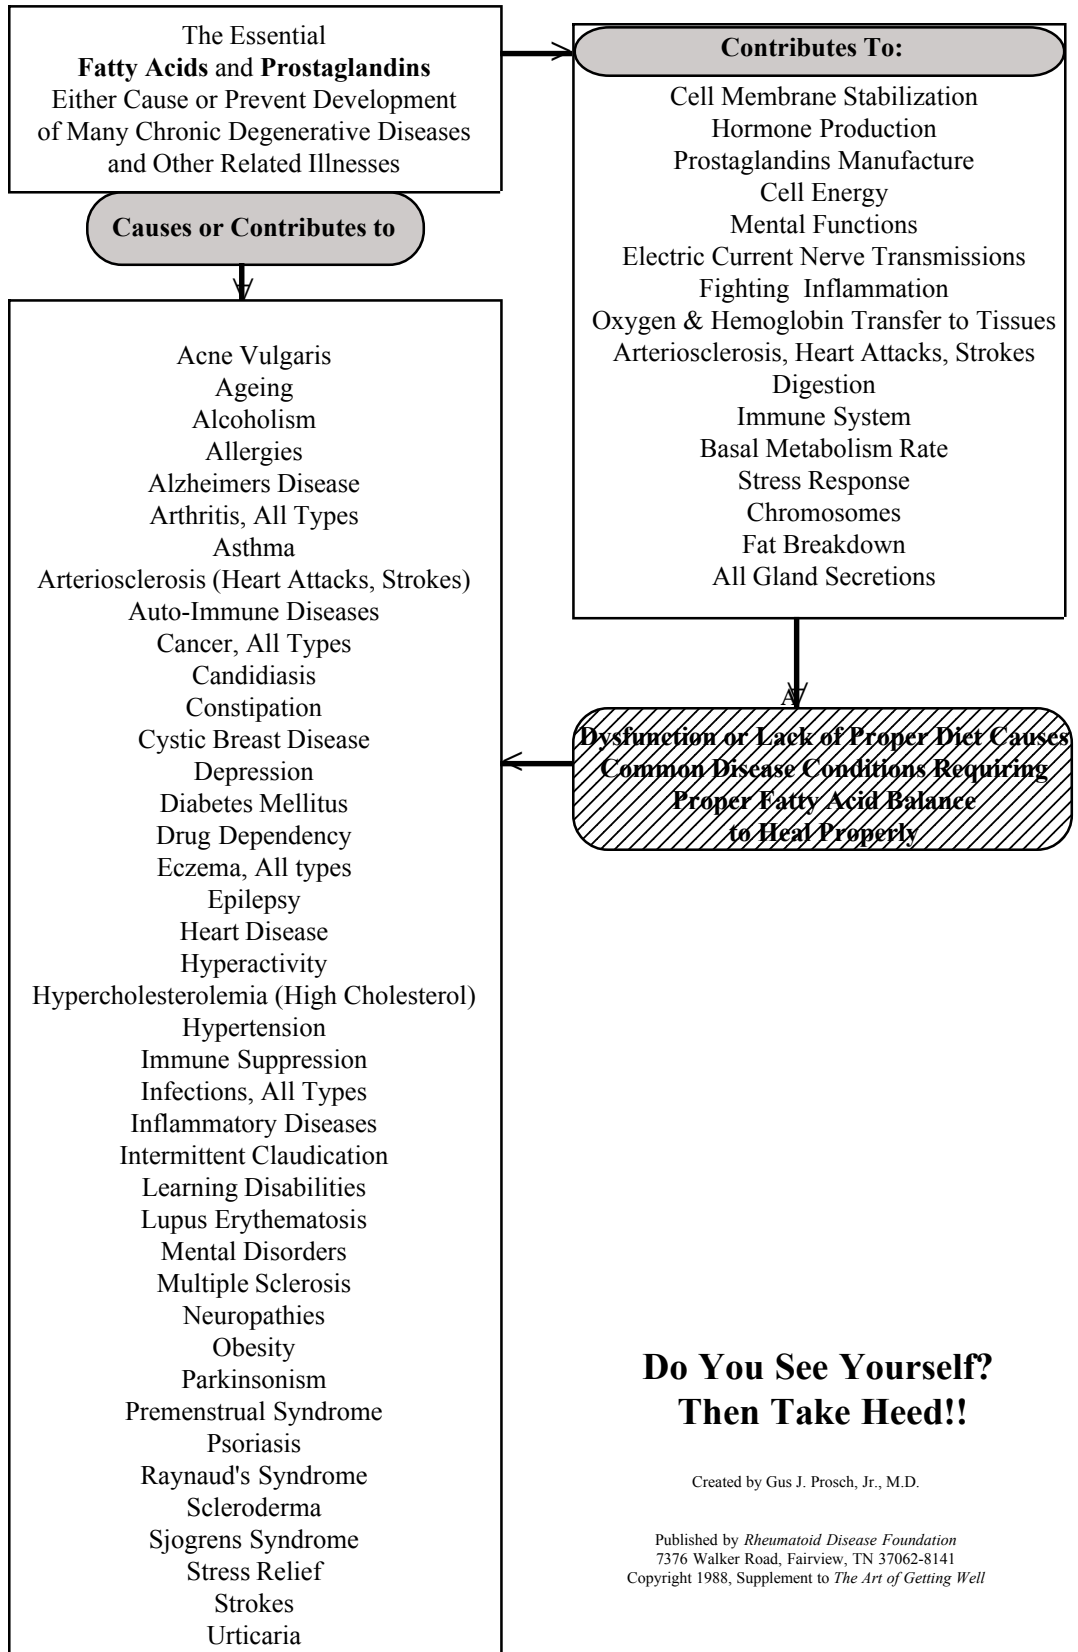 The Essential
Fatty Acids and Prostaglandins
Either Cause or Prevent Development
of Many Chronic Degenerative Diseases
and Other Related Illnesses
Causes or Contributes to
Acne Vulgaris
Ageing
Alcoholism
Allergies
Alzheimers Disease
Arthritis, All Types
Asthma
Arteriosclerosis (Heart Attacks, Strokes)
Auto-Immune Diseases
Cancer, All Types
Candidiasis
Constipation
Cystic Breast Disease
Depression
Diabetes Mellitus
Drug Dependency
Eczema, All types
Epilepsy
Heart Disease
Hyperactivity
Hypercholesterolemia (High Cholesterol)
Hypertension
Immune Suppression
Infections, All Types
Inflammatory Diseases
Intermittent Claudication
Learning Disabilities
Lupus Erythematosis
Mental Disorders
Multiple Sclerosis
Neuropathies
Obesity
Parkinsonism
Premenstrual Syndrome
Psoriasis
Raynaud's Syndrome
Scleroderma
Sjogrens Syndrome
Stress Relief
Strokes
Urticaria
Contributes To:
Cell Membrane Stabilization
Hormone Production
Prostaglandins Manufacture
Cell Energy
Mental Functions
Electric Current Nerve Transmissions
Fighting Inflammation
Oxygen & Hemoglobin Transfer to Tissues
Arteriosclerosis, Heart Attacks, Strokes
Digestion
Immune System
Basal Metabolism Rate
Stress Response
Chromosomes
Fat Breakdown
All Gland Secretions
A
Dysfunction or Lack of Proper Diet Causes
Common Disease Conditions Requiring
Proper Fatty Acid Balance
to Heal Properly
Do You See Yourself?
Then Take Heed!!
Created by Gus J. Prosch, Jr., M.D.
Published by Rheumatoid Disease Foundation
7376 Walker Road, Fairview, TN 37062-8141
Copyright 1988, Supplement to The Art of Getting Well